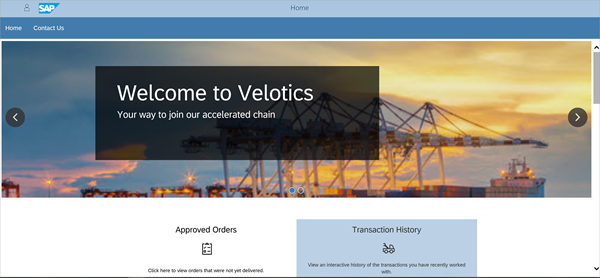 SAP
Home
Home Contact Us
Welcome to Velotics
Your way to join our accelerated chain
Approved Orders
Click here to view orders that were not yet delivered.
Transaction History
View an interactive history of the transactions you have recently worked
with.